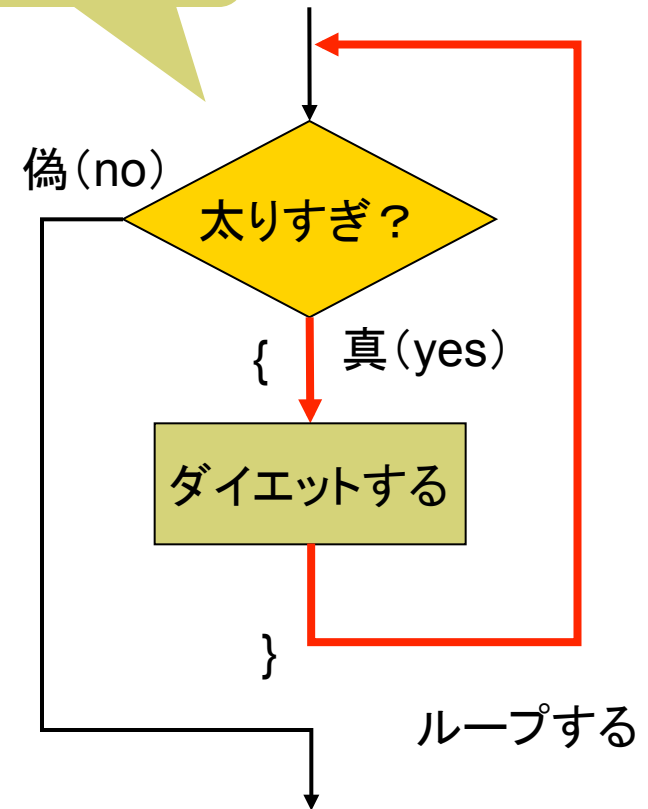 偽(no)
太りすぎ?
{
真(yes)
ダイエットする
}
ループする